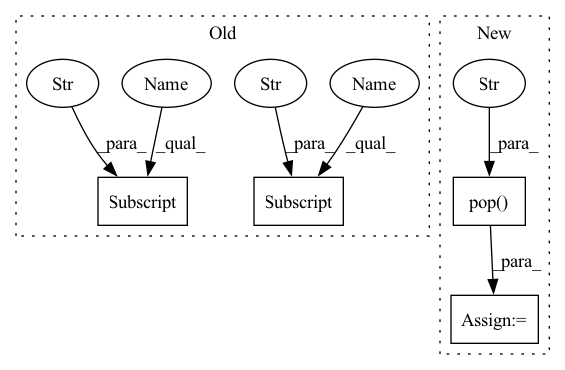 Old
New
Str
Name
Str
Name
Str
_para_
_qual_
_para_
_qual_
_para_
Subscript
Subscript
pop()
_para_
Assign:=